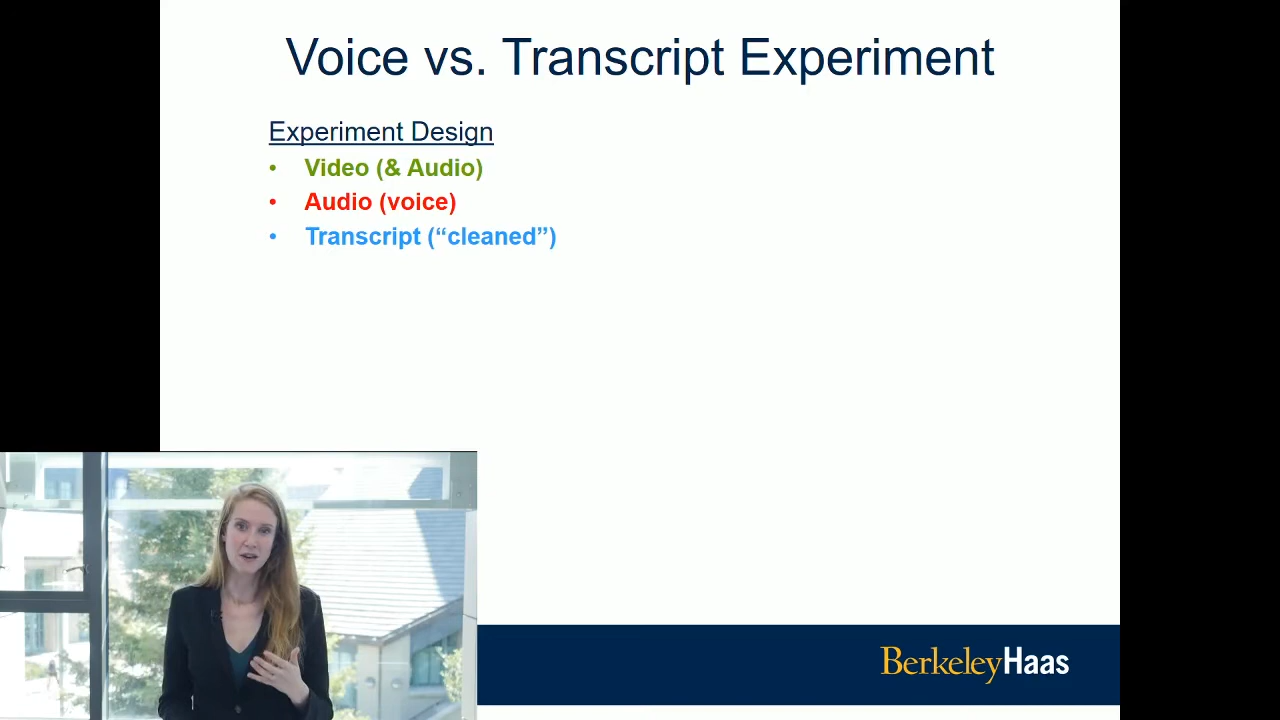 Voice vs. Transcript Experiment
Experiment Design
• Video (& Audio)
• Audio (voice)
• Transcript (“cleaned”)
BerkeleyHaas